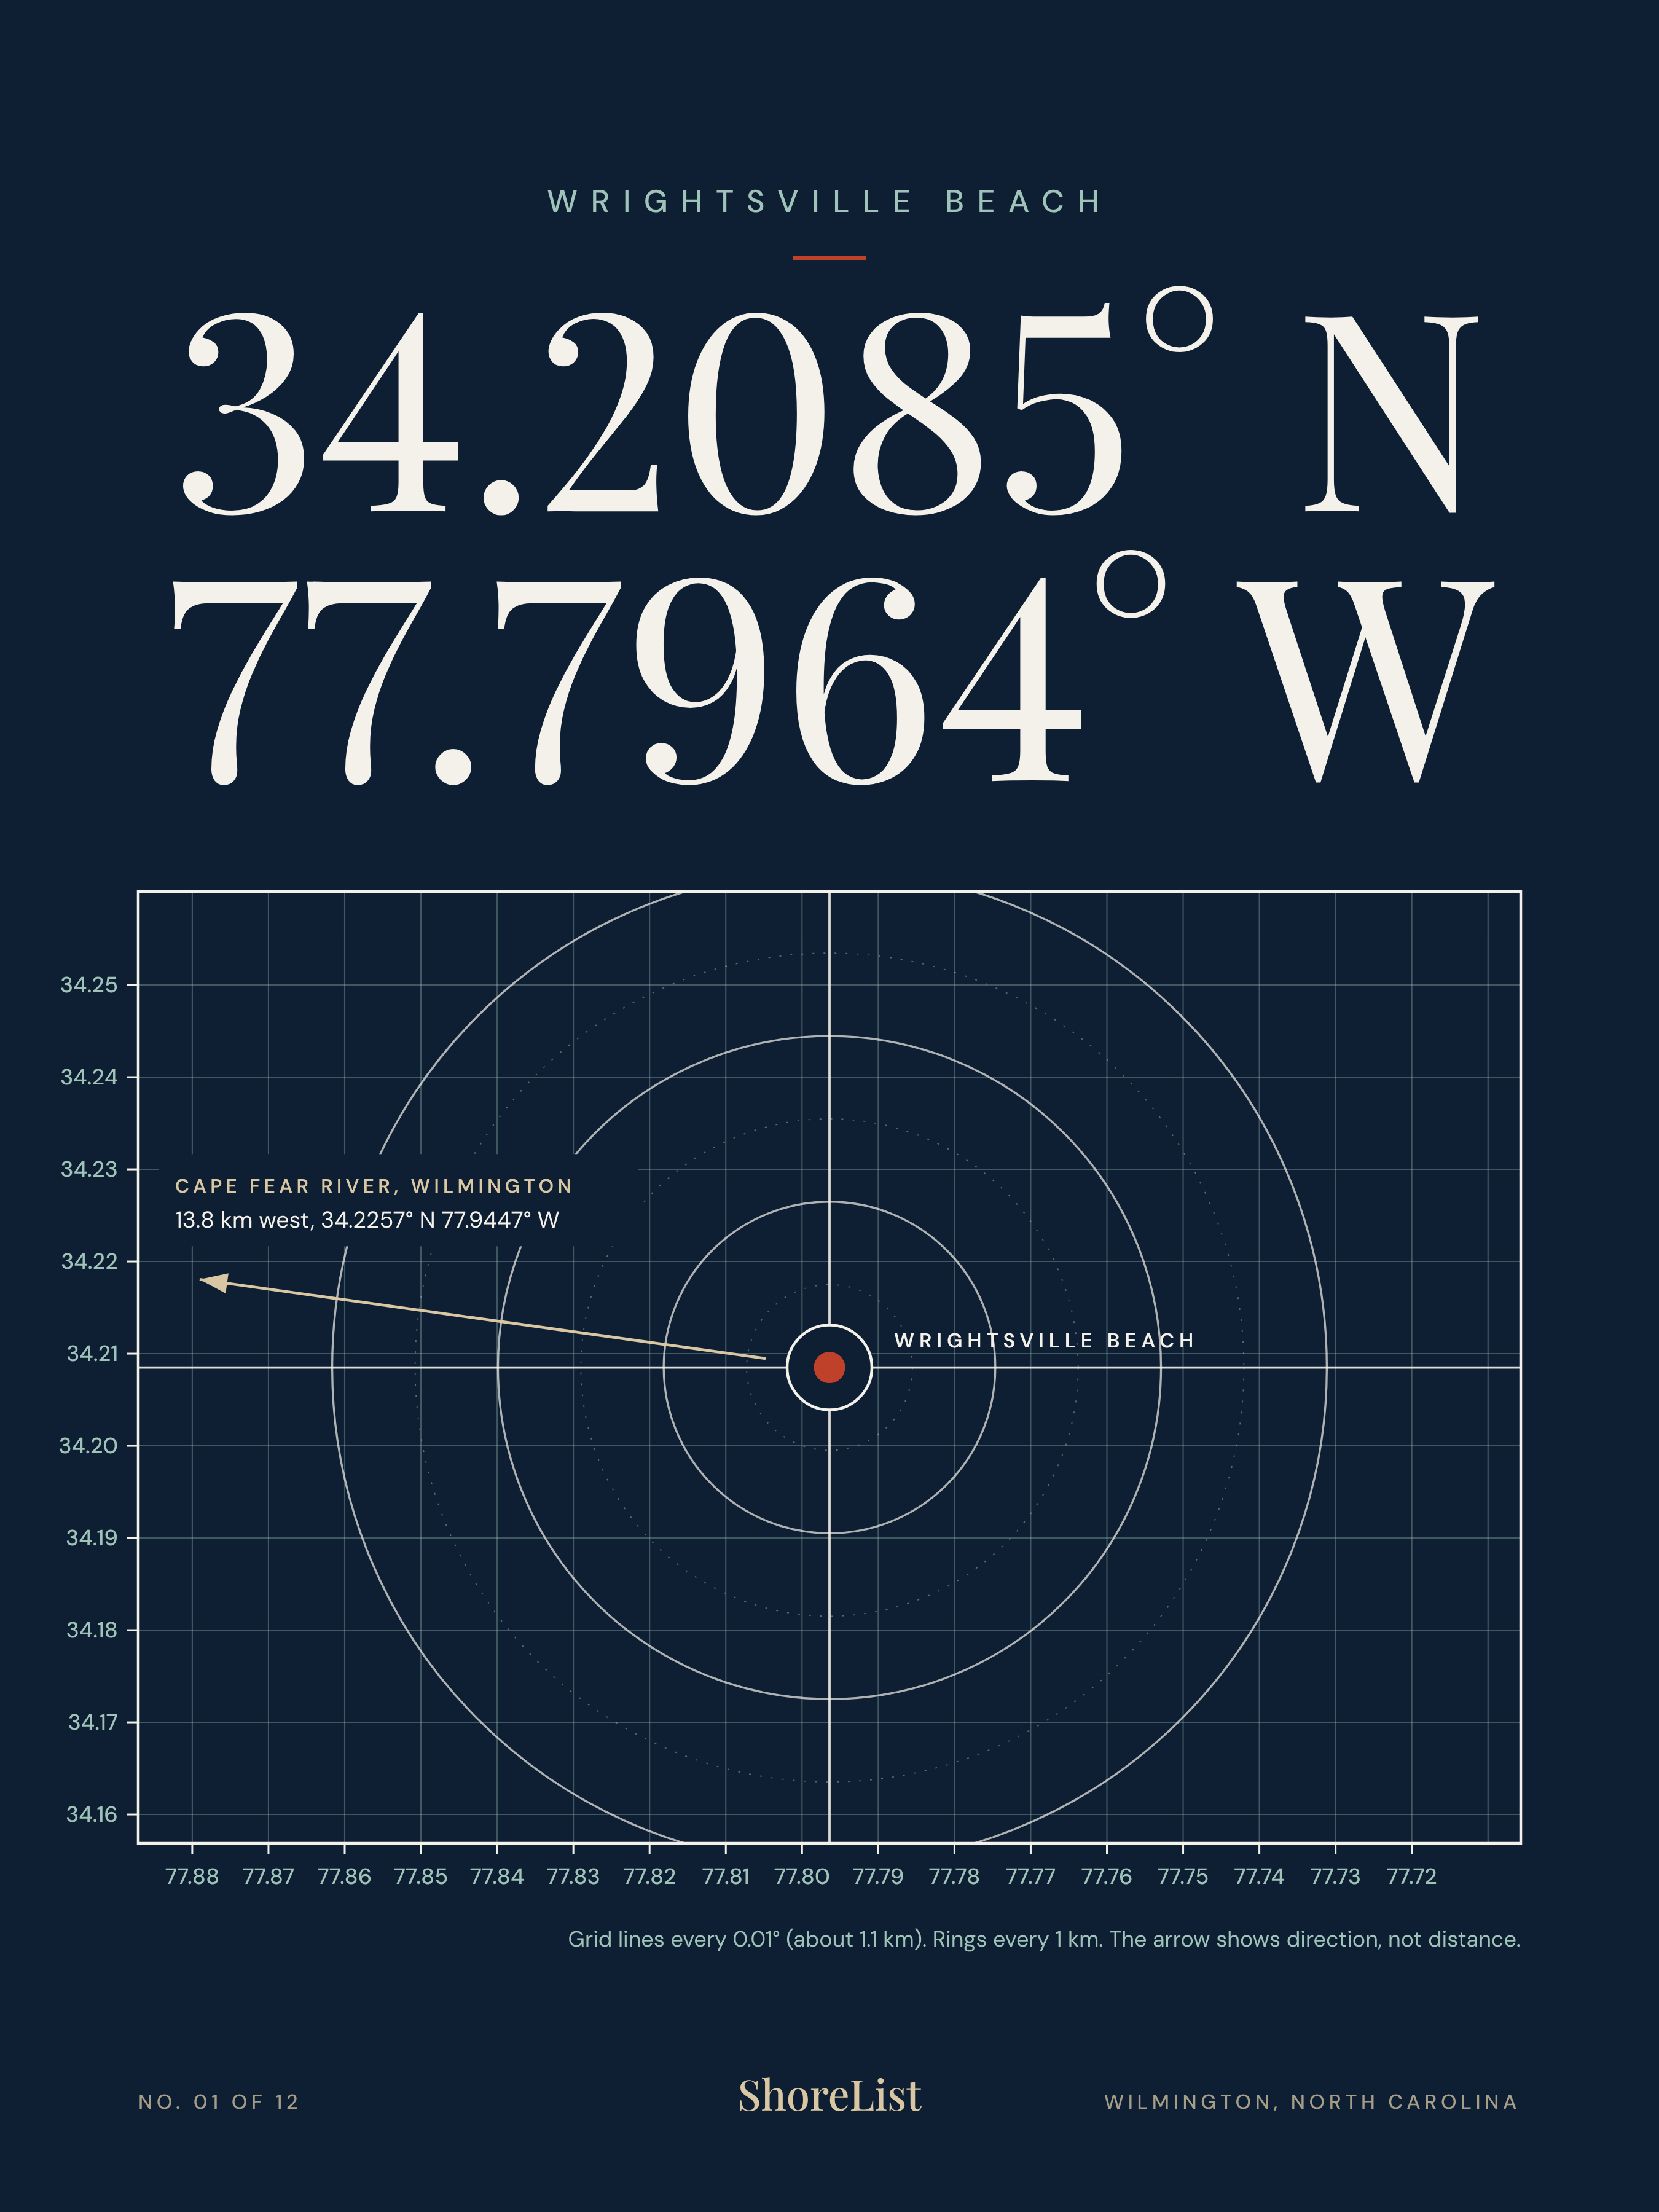 WRIGHTSVILLE BEACH
34.2085° N
77.7964° W
34.25
34.24
34.23
CAPE FEAR RIVER, WILMINGTON
13.8 km west, 34.2257° N 77.9447° W
34.22
WRIGHTSVILLE BEACH
34.21
34.20
34.19
34.18
34.17
34.16
77.88 77.87 77.86 77.85 77.84 77.83 77.82 77.81 77.80 77.79 77.78 77.77 77.76 77.75 77.74 77.73 77.72
Grid lines every 0.01° (about 1.1 km). Rings every 1 km. The arrow shows direction, not distance.
NO. 01 OF 12
ShoreList
WILMINGTON, NORTH CAROLINA